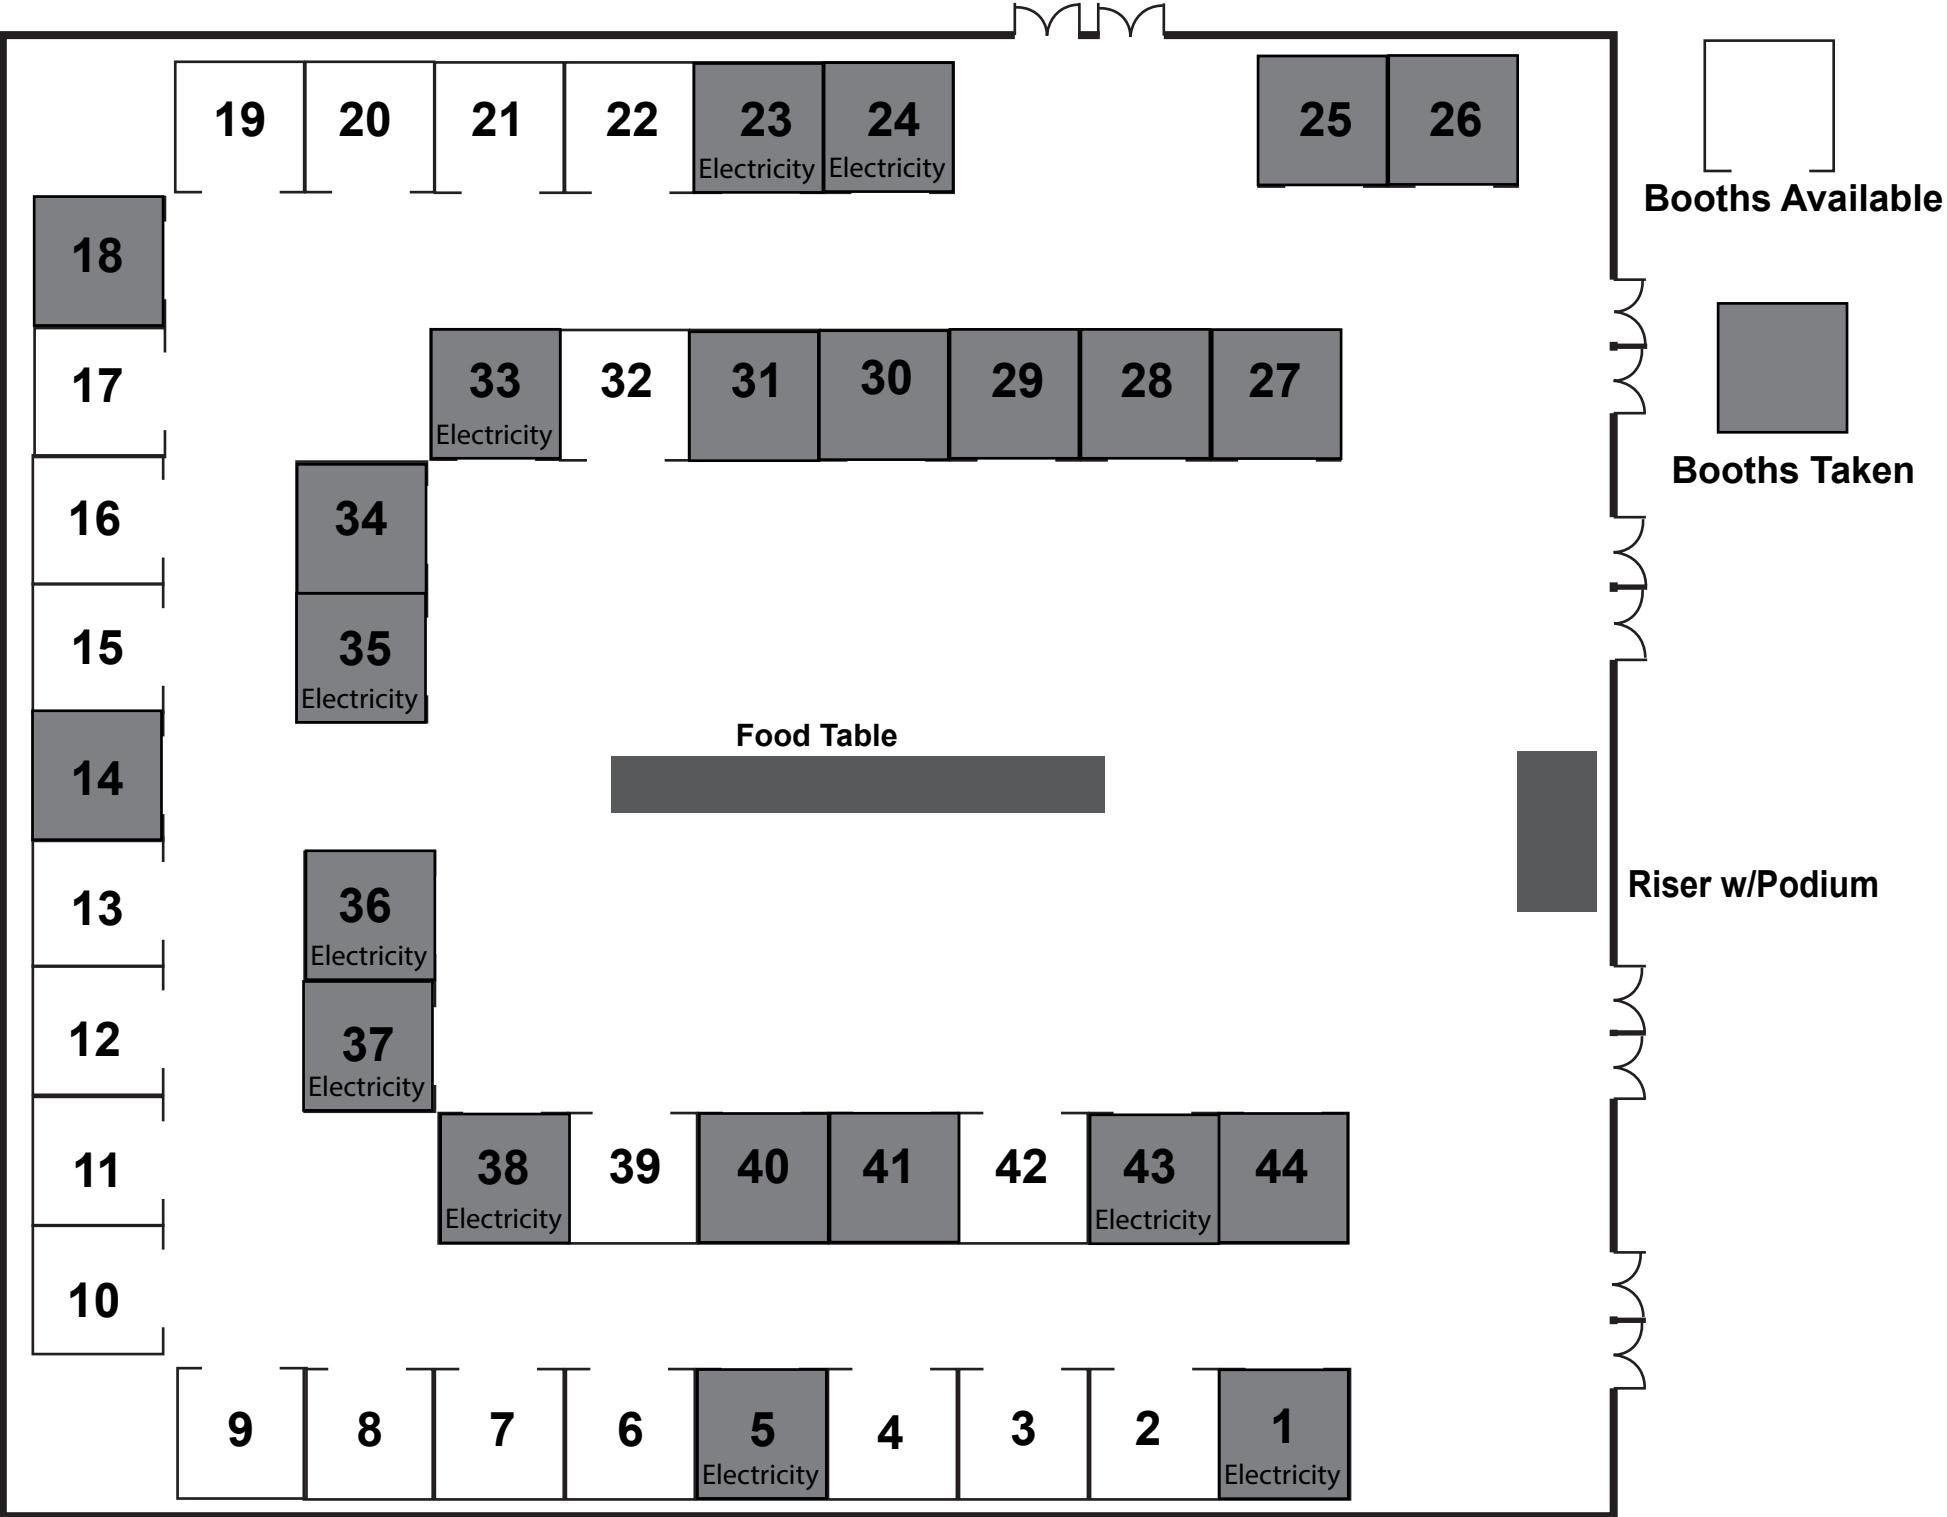 19 20 21 22 23 24 25 26
Electricity Electricity
Booths Available
18
17
33 32 31 30 29 28 27
Electricity
Booths Taken
16
34
15
35
Electricity
Food Table
14
13
36
Electricity
Riser w/Podium
12
37
Electricity
11
38 39 40 41 42 43 44
Electricity Electricity
10
9 8 7 6 5 4 3 2 1
Electricity Electricity